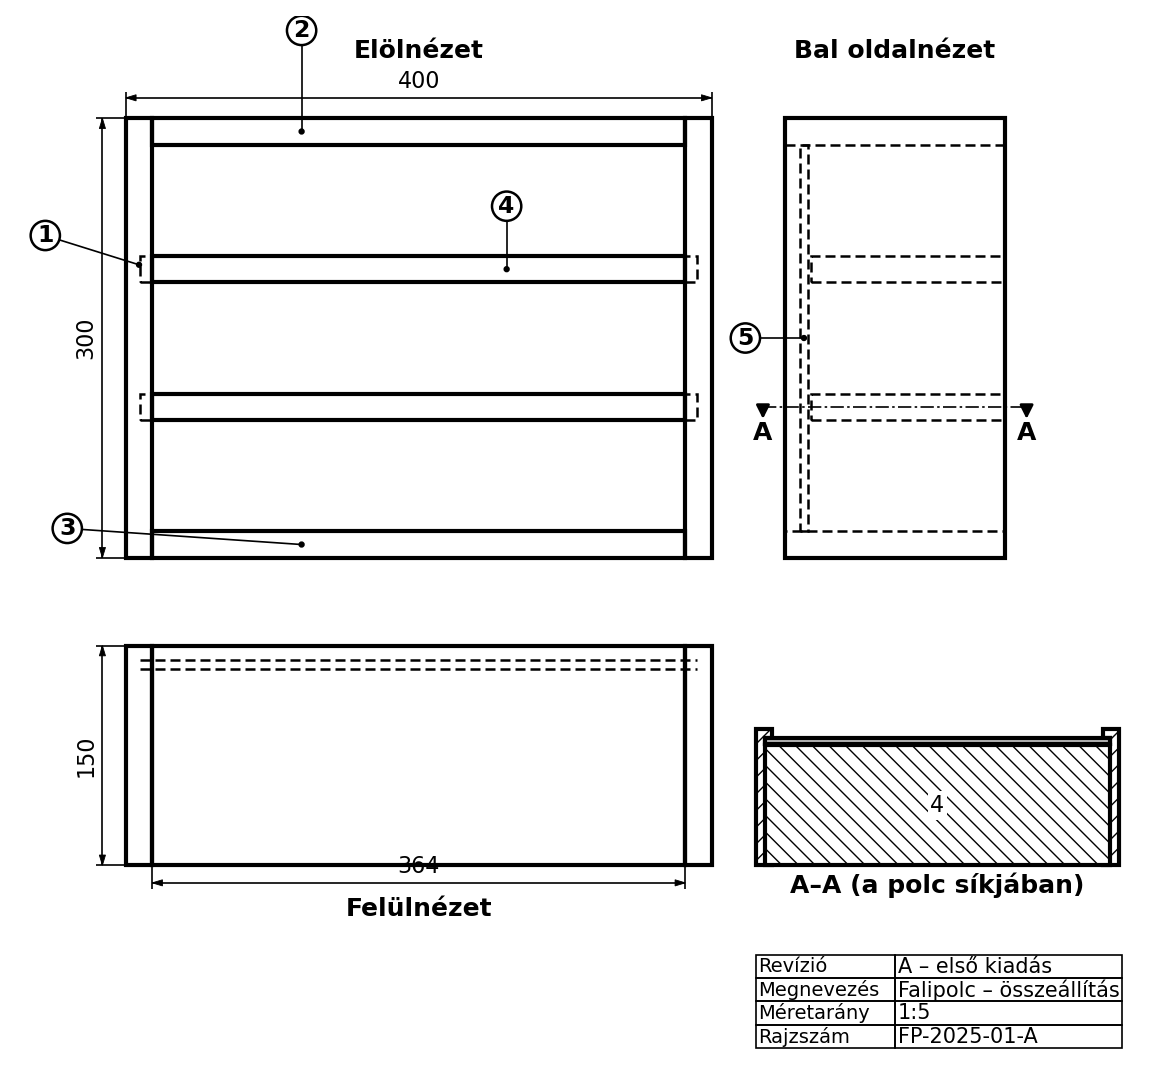 2
Elölnézet
Bal oldalnézet
400
4
1
300
5
A
A
3
150
4
364
A–A (a polc síkjában)
Felülnézet
Revízió A – első kiadás
Megnevezés Falipolc – összeállítás
Méretarány 1:5
Rajzszám FP-2025-01-A